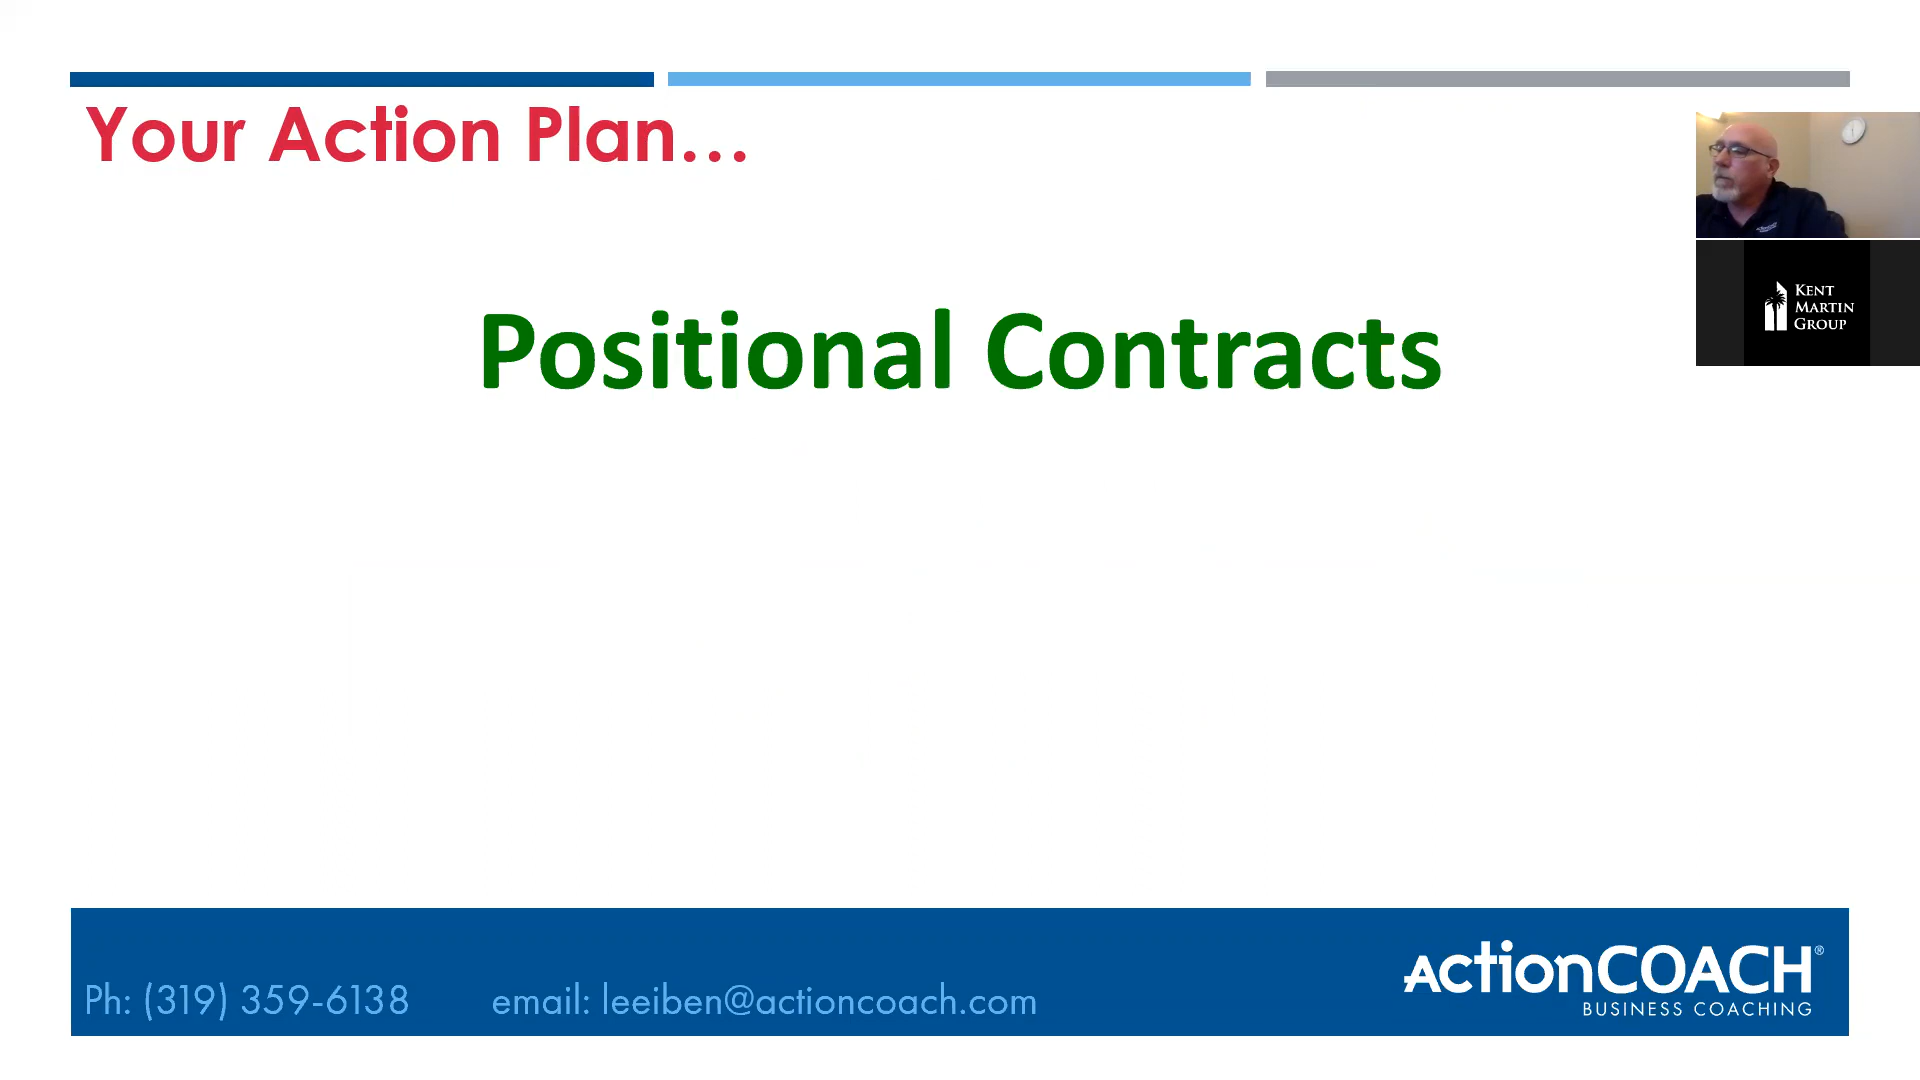 Your Action Plan...
Positional Contracts
KENT
MARTIN
GROUP
Ph: (319) 359-6138 email: leeiben@actioncoach.com
ActionCOACH®
BUSINESS COACHING